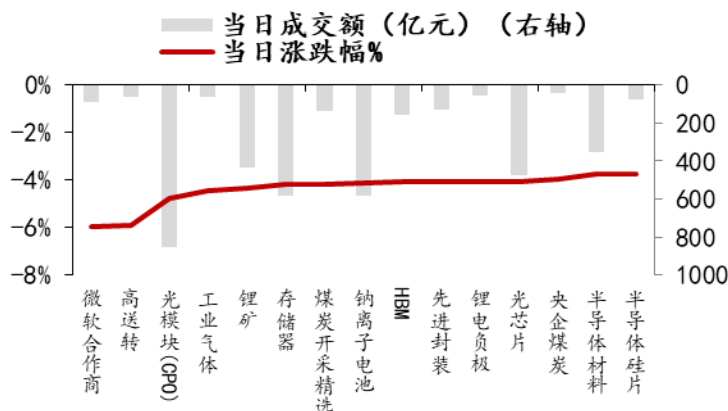 当日成交额（亿元）（右轴）
当日涨跌幅%
0%
-2%
-4%
-6%
-8%
0
200
400
600
800
1000
微软合作商
高送转
光模块(CPO)
工业气体
锂矿
存储器
煤炭开采精选
钠离子电池
HBM
先进封装
锂电负极
光芯片
央企煤炭
半导体材料
半导体硅片